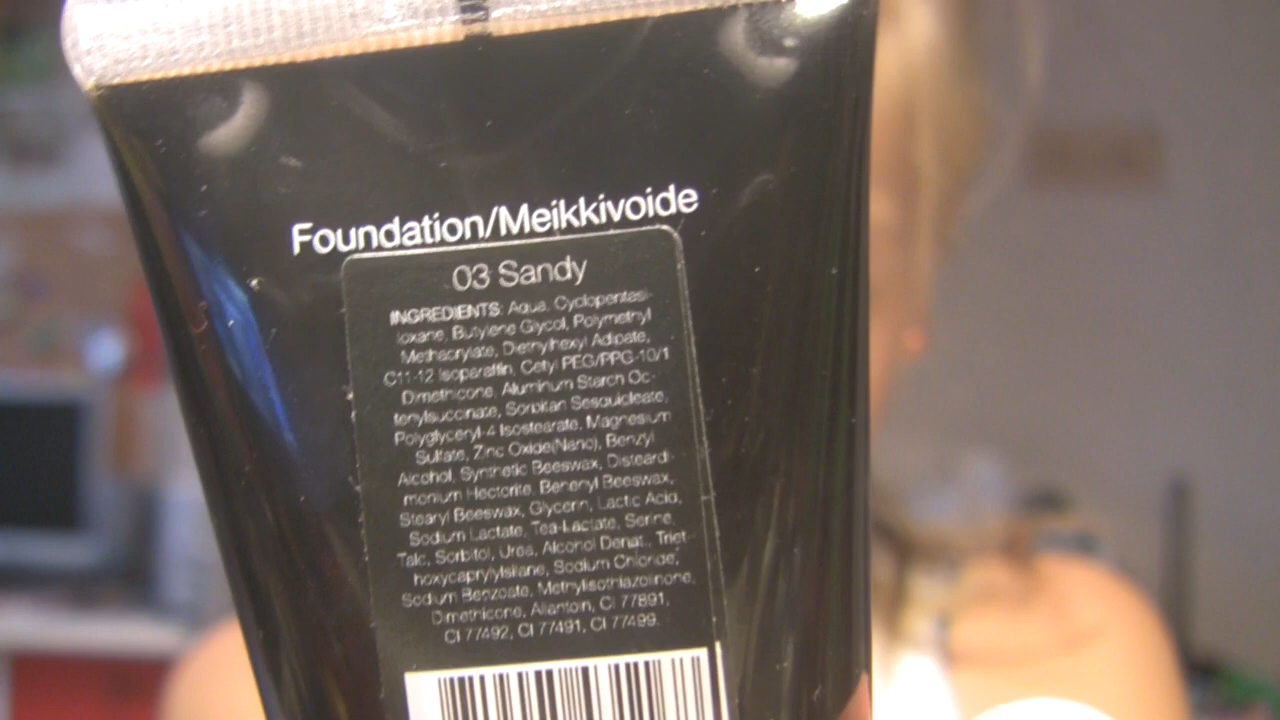 Foundation/Meikkivoide
03 Sandy
INGREDIENTS: Aqua, Cyclopentasi-
loxane, Butylene Glycol, Polymethyl
Methacrylate, Diethylhexyl Adipate,
C11-12 Isoparaffin, Cetyl PEG/PPG-10/1
Dimethicone, Aluminum Starch Oc-
tenylsuccinate, Sorbitan Sesquioleate,
Polyglyceryl-4 Isostearate, Magnesium
Sulfate, Zinc Oxide(Nano), Benzyl
Alcohol, Synthetic Beeswax, Disteardi-
monium Hectorite, Behenyl Beeswax,
Stearyl Beeswax, Glycerin, Lactic Acid,
Sodium Lactate, Tea-Lactate, Serine,
Talc, Sorbitol, Urea, Alcohol Denat., Triet-
hoxycaprylylsilane, Sodium Chloride,
Sodium Benzoate, Methylisothiazolinone,
Dimethicone, Allantoin, CI 77891,
CI 77492, CI 77491, CI 77499.